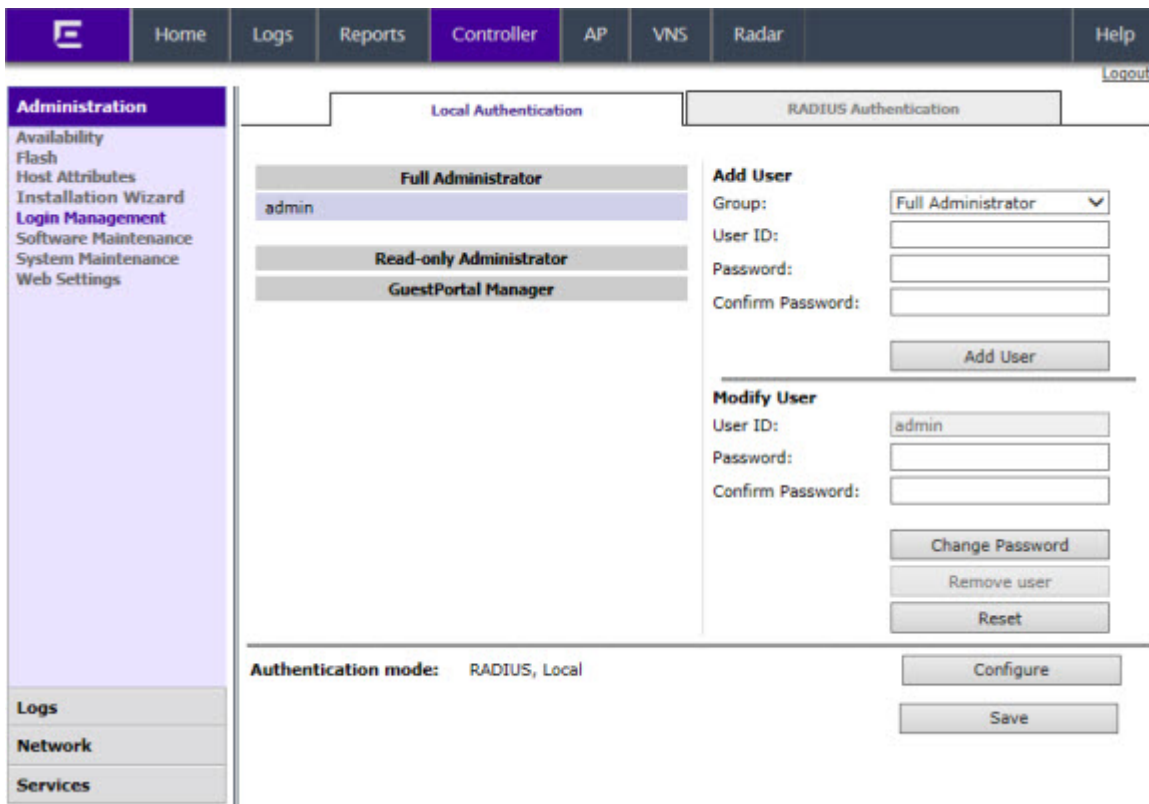 Home
Logs
Reports
Controller
AP
VNS
Radar
Help
Logout
Administration
Availability
Flash
Host Attributes
Installation Wizard
Login Management
Software Maintenance
System Maintenance
Web Settings
Logs
Network
Services
Local Authentication
RADIUS Authentication
Full Administrator
admin
Read-only Administrator
GuestPortal Manager
Add User
Group: Full Administrator
User ID:
Password:
Confirm Password:
Add User
Modify User
User ID: admin
Password:
Confirm Password:
Change Password
Remove user
Reset
Authentication mode: RADIUS, Local
Configure
Save